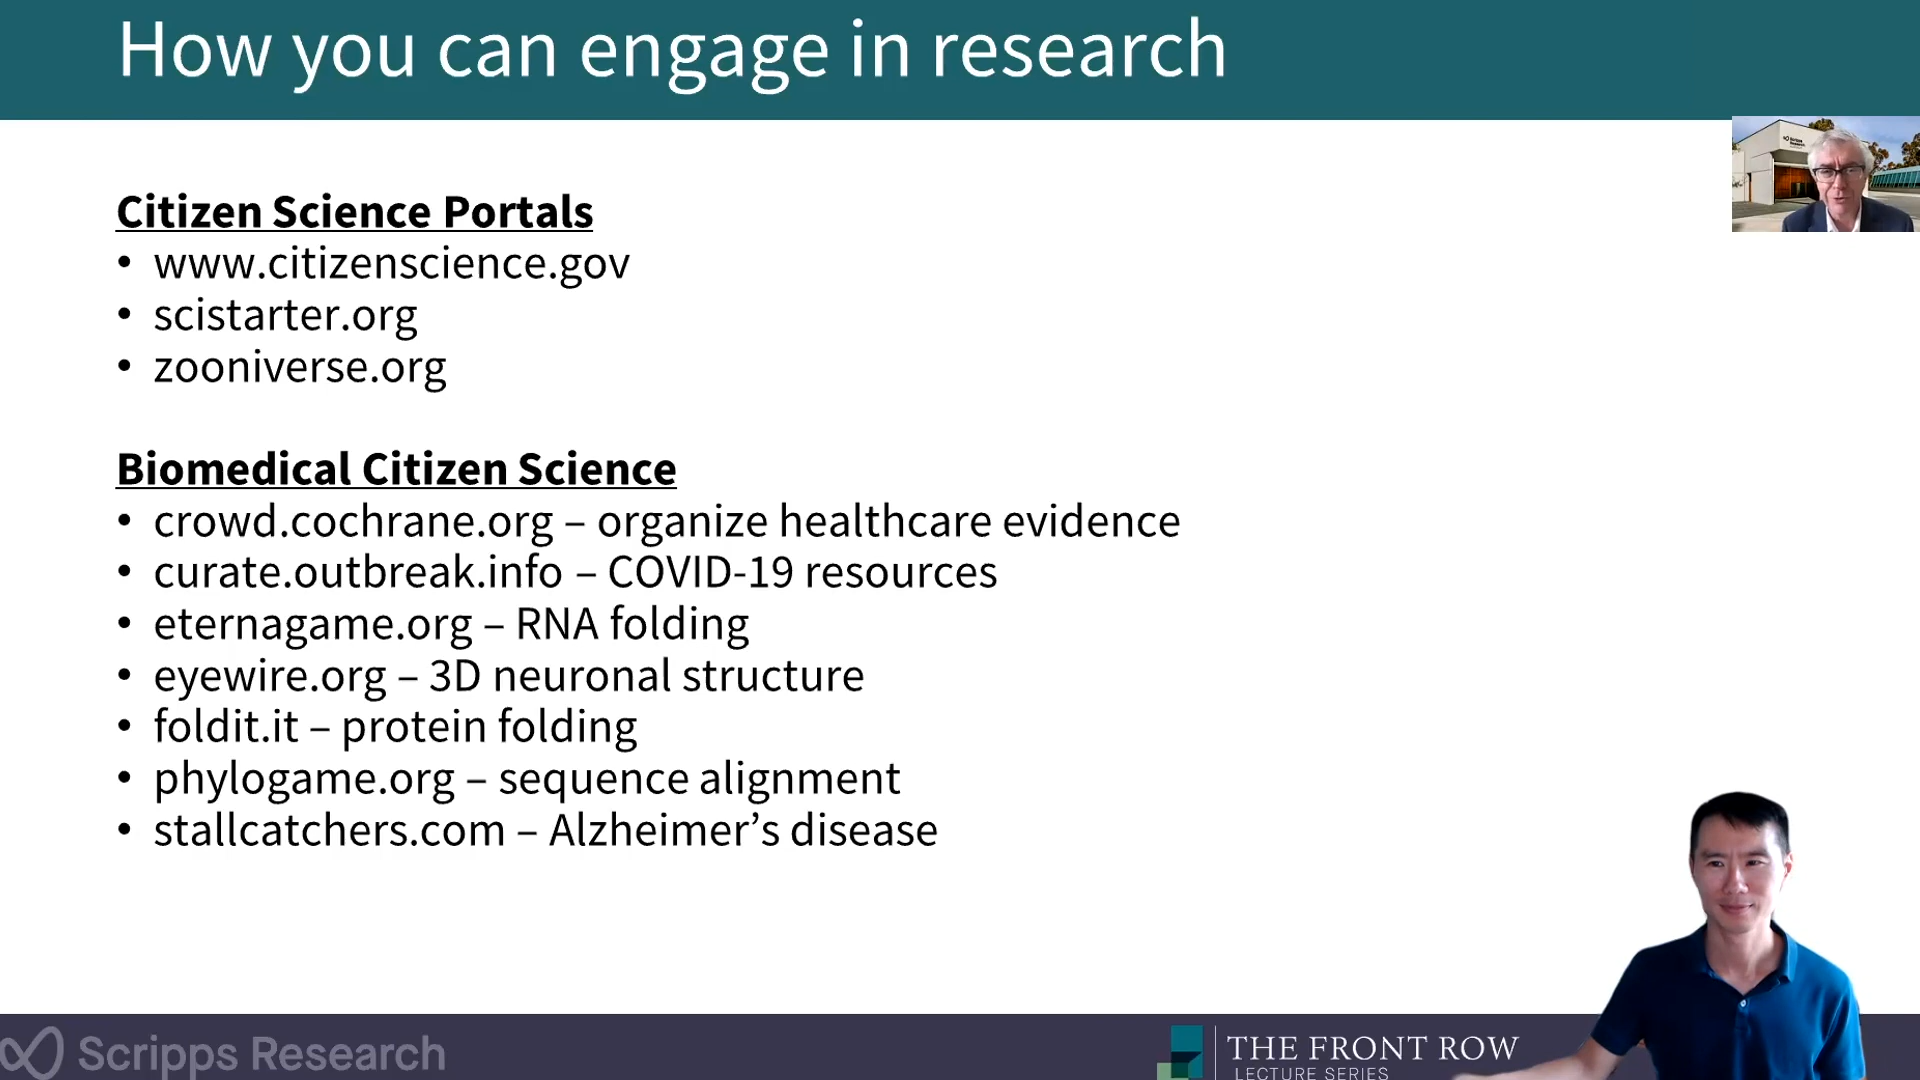 How you can engage in research
Citizen Science Portals
• www.citizenscience.gov
• scistarter.org
• zooniverse.org
Biomedical Citizen Science
• crowd.cochrane.org – organize healthcare evidence
• curate.outbreak.info – COVID-19 resources
• eternagame.org – RNA folding
• eyewire.org – 3D neuronal structure
• foldit.it – protein folding
• phylogame.org – sequence alignment
• stallcatchers.com – Alzheimer’s disease
Scripps Research
THE FRONT ROW
LECTURE SERIES